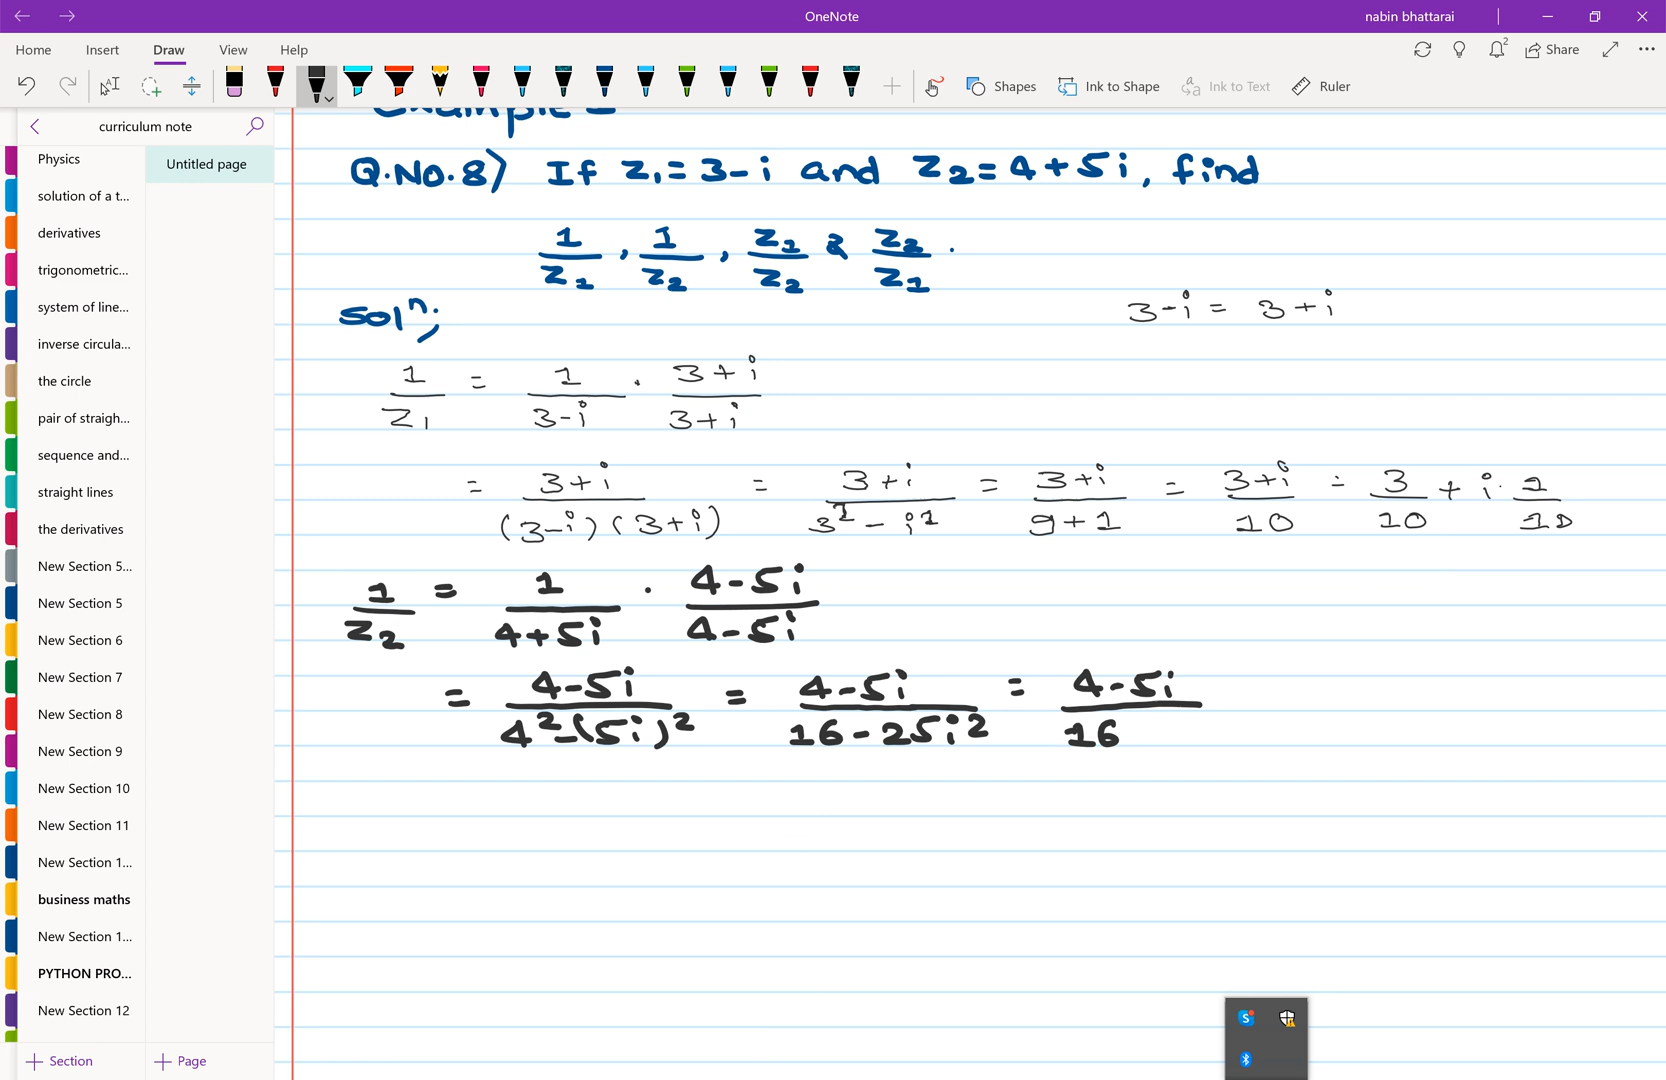 OneNote
nabin bhattarai
Home Insert Draw View Help
2 Share
Shapes Ink to Shape Ink to Text Ruler
curriculum note
Untitled page
Physics
solution of a t...
derivatives
trigonometric...
system of line...
inverse circula...
the circle
pair of straigh...
sequence and...
straight lines
the derivatives
New Section 5...
New Section 5
New Section 6
New Section 7
New Section 8
New Section 9
New Section 10
New Section 11
New Section 1...
business maths
New Section 1...
PYTHON PRO...
New Section 12
+ Section + Page
Example -
Q.No.8) If z₁ = 3 - i and z₂ = 4 + 5i, find
1/z₁, 1/z₂, z₁/z₂ & z₂/z₁.
Solⁿ;
3 - i = 3 + i
1/z₁ = 1/(3 - i) . (3 + i)/(3 + i)
= (3 + i)/((3 - i)(3 + i)) = (3 + i)/(3² - i²) = (3 + i)/(9 + 1) = (3 + i)/10 = 3/10 + i . 1/10
1/z₂ = 1/(4 + 5i) . (4 - 5i)/(4 - 5i)
= (4 - 5i)/(4² - (5i)²) = (4 - 5i)/(16 - 25i²) = (4 - 5i)/16